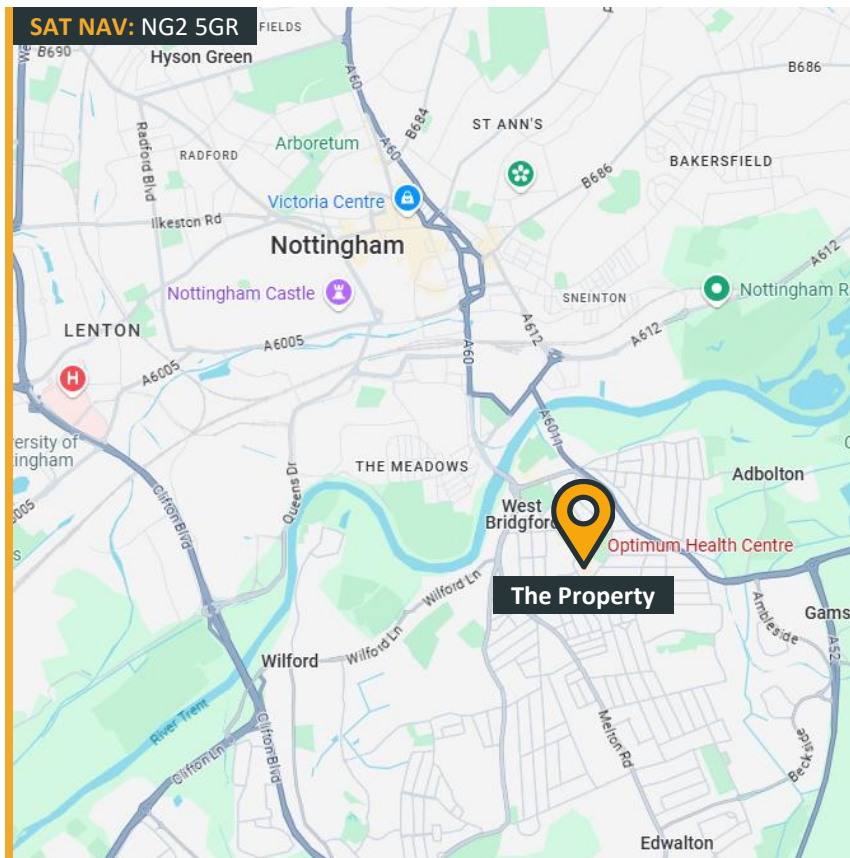 SAT NAV: NG2 5GR
FIELDS
B690
Hyson Green
A60
B686
B684
ST ANN'S
Radford Blvd
RADFORD
Arboretum
A60
BAKERSFIELD
B686
Victoria Centre
Ilkeston Rd
Nottingham
A612
Nottingham Castle
Nottingham R
SNEINTON
LENTON
A6005
A60
A612
A612
A6005
H
A6011
ersity of
ingham
THE MEADOWS
Adbolton
Queens Dr
Clifton Blvd
West
Bridgford
6005
Optimum Health Centre
The Property
Wilford Ln
Ambleside
Gams
Wilford Ln
Wilford
A52
River Trent
Melton Rd
Clifton Blvd
Clifton Ln
Beckside
Edwalton